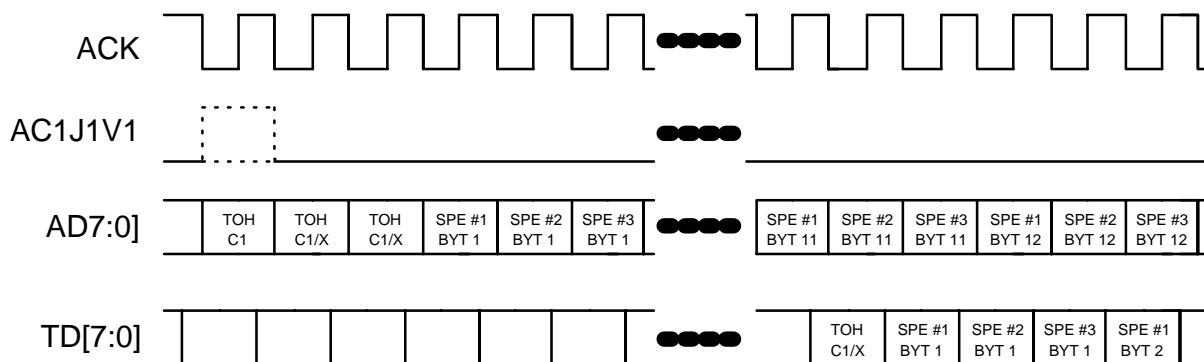 ACK
AC1J1V1
AD7:0]
TOH
C1
TOH
C1/X
TOH
C1/X
SPE #1
BYT 1
SPE #2
BYT 1
SPE #3
BYT 1
SPE #1
BYT 11
SPE #2
BYT 11
SPE #3
BYT 11
SPE #1
BYT 12
SPE #2
BYT 12
SPE #3
BYT 12
TD[7:0]
TOH
C1/X
SPE #1
BYT 1
SPE #2
BYT 1
SPE #3
BYT 1
SPE #1
BYT 2